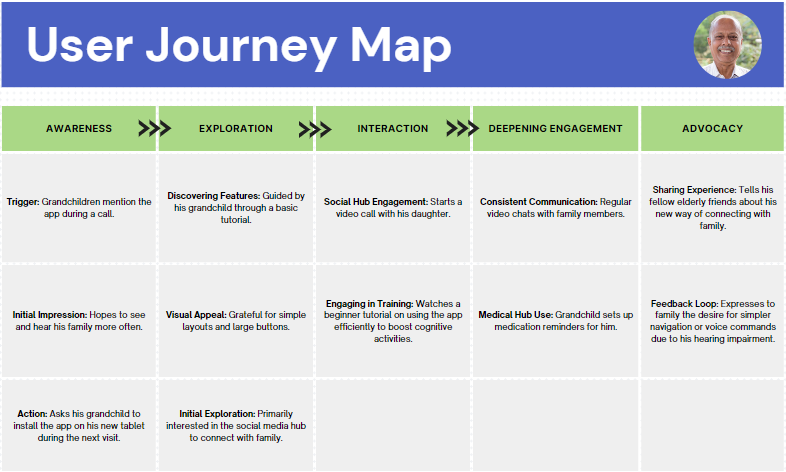 User Journey Map
AWARENESS
EXPLORATION
INTERACTION
DEEPENING ENGAGEMENT
ADVOCACY
Trigger: Grandchildren mention the
app during a call.
Discovering Features: Guided by
his grandchild through a basic
tutorial.
Social Hub Engagement: Starts a
video call with his daughter.
Consistent Communication: Regular
video chats with family members.
Sharing Experience: Tells his
fellow elderly friends about his
new way of connecting with
family.
Initial Impression: Hopes to see
and hear his family more often.
Visual Appeal: Grateful for simple
layouts and large buttons.
Engaging in Training: Watches a
beginner tutorial on using the app
efficiently to boost cognitive
activities.
Medical Hub Use: Grandchild sets up
medication reminders for him.
Feedback Loop: Expresses to
family the desire for simpler
navigation or voice commands
due to his hearing impairment.
Action: Asks his grandchild to
install the app on his new tablet
during the next visit.
Initial Exploration: Primarily
interested in the social media hub
to connect with family.